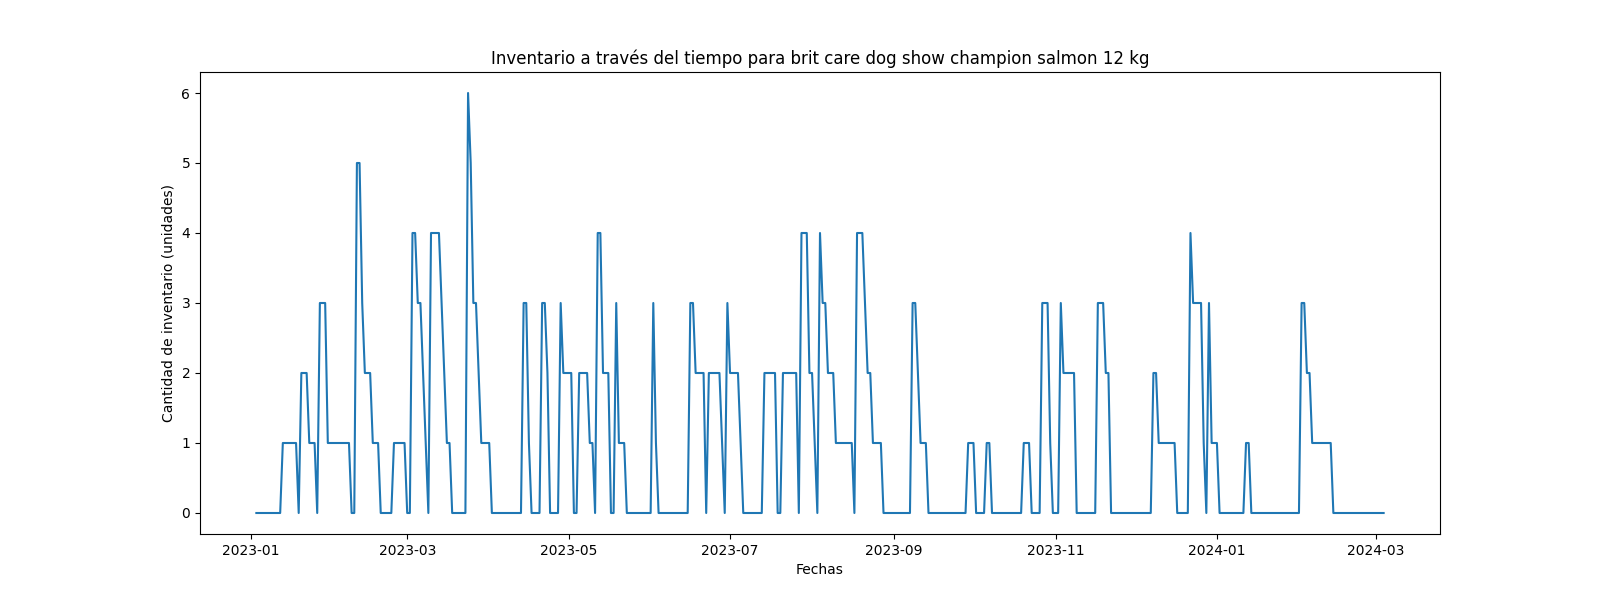 Inventario a través del tiempo para brit care dog show champion salmon 12 kg
Cantidad de inventario (unidades)
6
5
4
3
2
1
0
2023-01 2023-03 2023-05 2023-07 2023-09 2023-11 2024-01 2024-03
Fechas